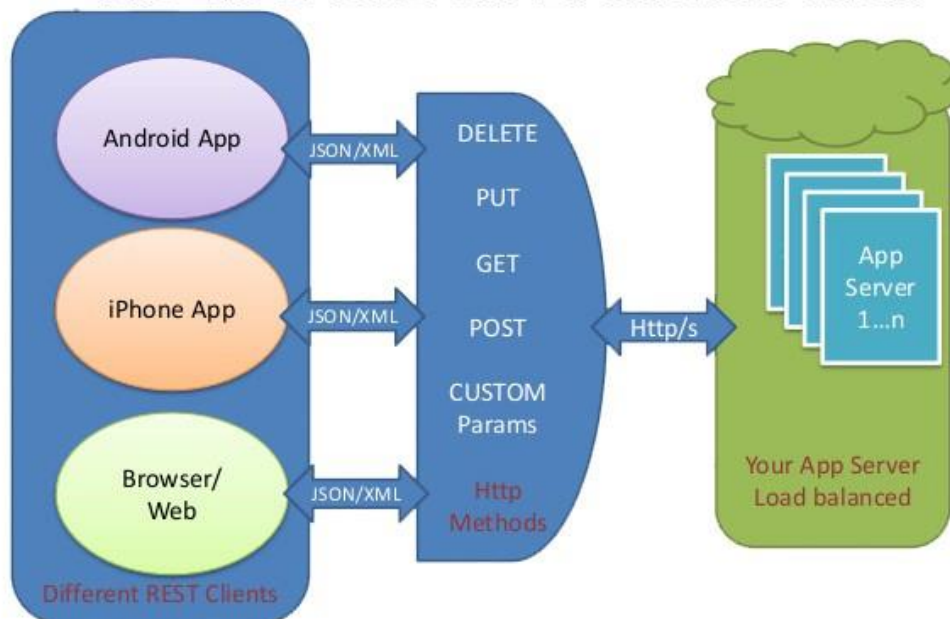 Android App
JSON/XML
iPhone App
JSON/XML
Browser/
Web
JSON/XML
Different REST Clients
DELETE
PUT
GET
POST
CUSTOM
Params
Http
Methods
Http/s
App
Server
1...n
Your App Server
Load balanced